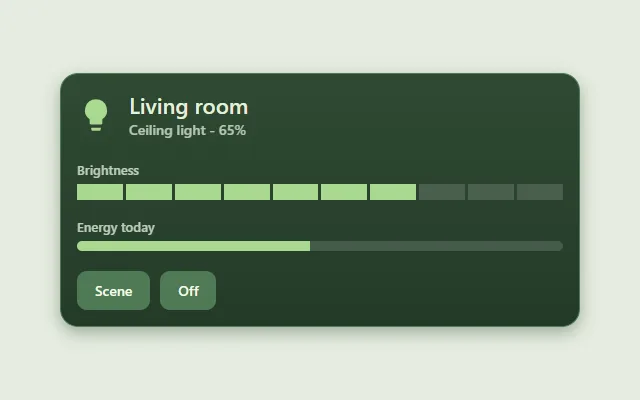 Living room
Ceiling light - 65%
Brightness
Energy today
Scene
Off